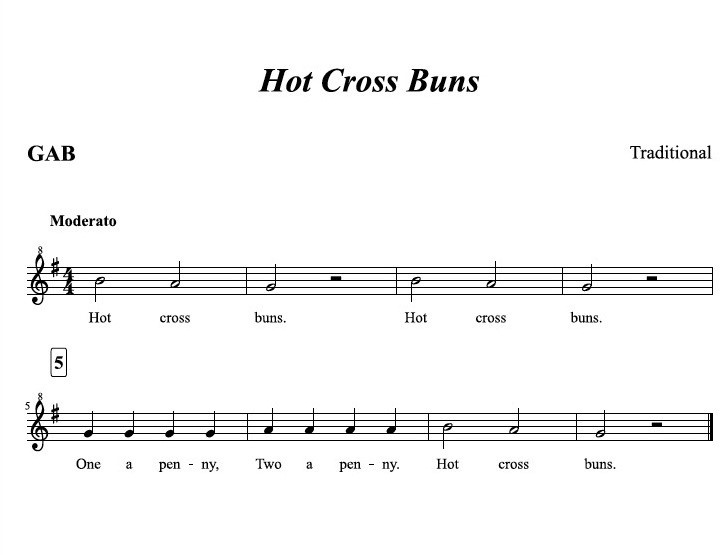 Hot Cross Buns
GAB
Traditional
Moderato
8
4
4
Hot cross buns. Hot cross buns.
5
5
8
One a pen - ny, Two a pen - ny. Hot cross buns.